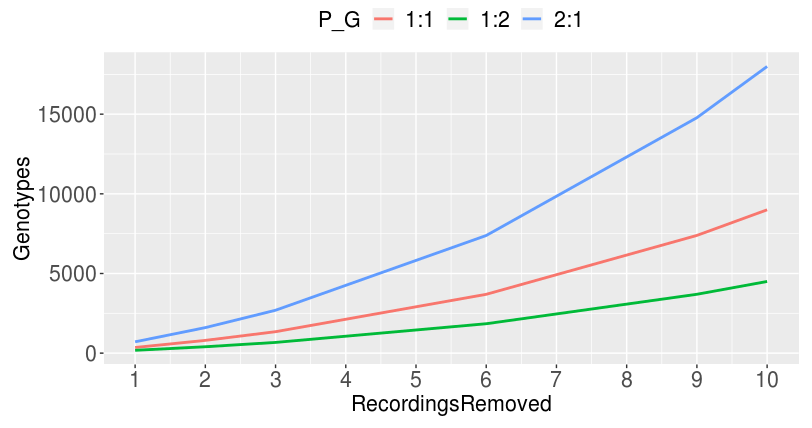 P_G 1:1 1:2 2:1
Genotypes
15000
10000
5000
0
1 2 3 4 5 6 7 8 9 10
RecordingsRemoved